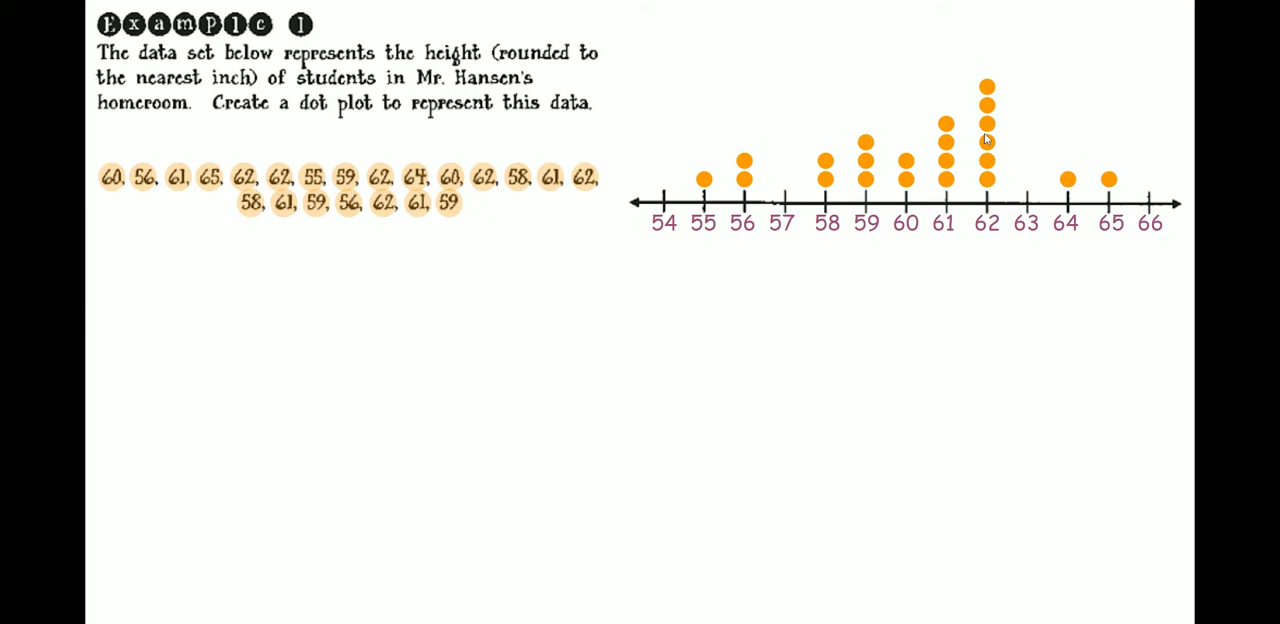 Example 1
The data set below represents the height (rounded to
the nearest inch) of students in Mr. Hansen's
homeroom. Create a dot plot to represent this data.
60, 56, 61, 65, 62, 62, 55, 59, 62, 64, 60, 62, 58, 61, 62,
58, 61, 59, 56, 62, 61, 59
54 55 56 57 58 59 60 61 62 63 64 65 66